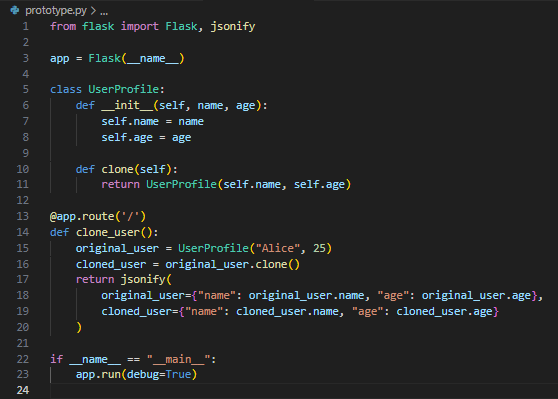 prototype.py > ...
1 from flask import Flask, jsonify
2
3 app = Flask(__name__)
4
5 class UserProfile:
6     def __init__(self, name, age):
7         self.name = name
8         self.age = age
9
10     def clone(self):
11         return UserProfile(self.name, self.age)
12
13 @app.route('/')
14 def clone_user():
15     original_user = UserProfile("Alice", 25)
16     cloned_user = original_user.clone()
17     return jsonify(
18         original_user={"name": original_user.name, "age": original_user.age},
19         cloned_user={"name": cloned_user.name, "age": cloned_user.age}
20     )
21
22 if __name__ == "__main__":
23     app.run(debug=True)
24